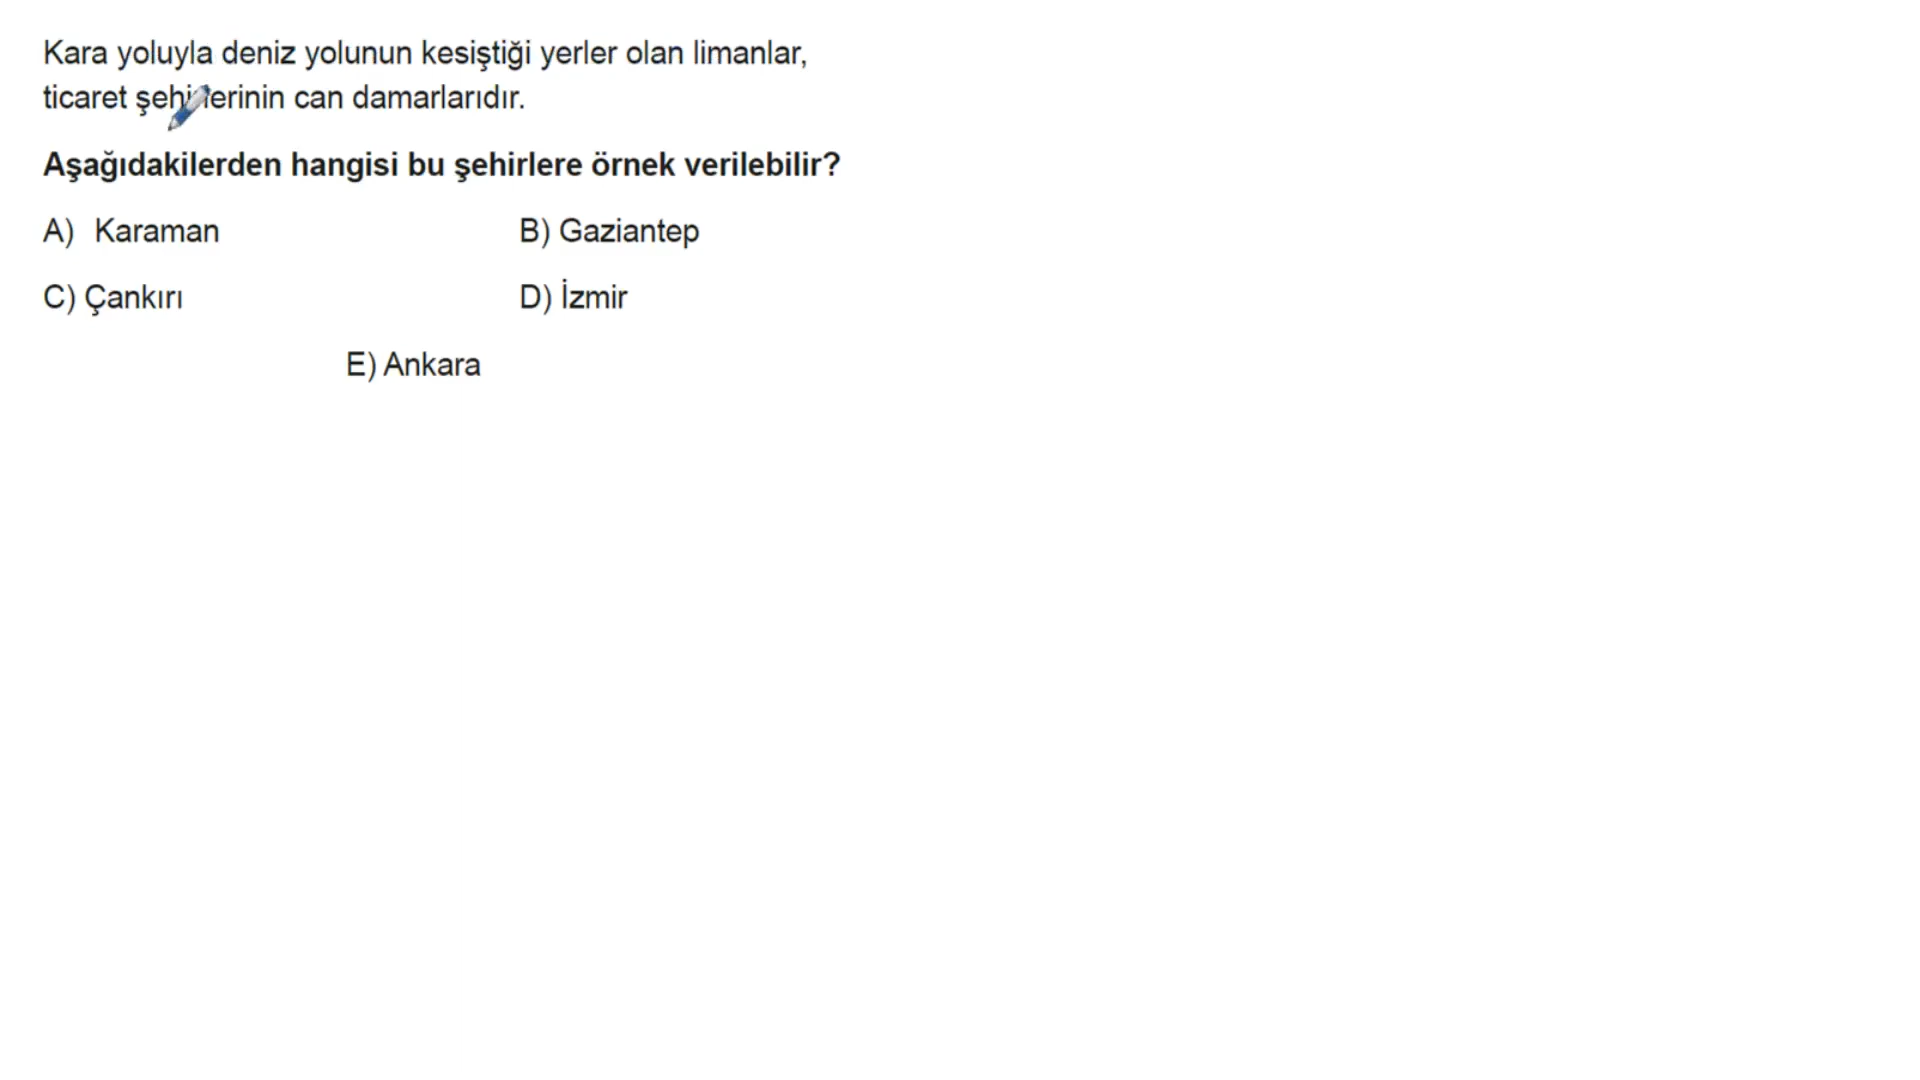 Kara yoluyla deniz yolunun kesiştiği yerler olan limanlar,
ticaret şehirlerinin can damarlarıdır.
Aşağıdakilerden hangisi bu şehirlere örnek verilebilir?
A) Karaman B) Gaziantep
C) Çankırı D) İzmir
E) Ankara